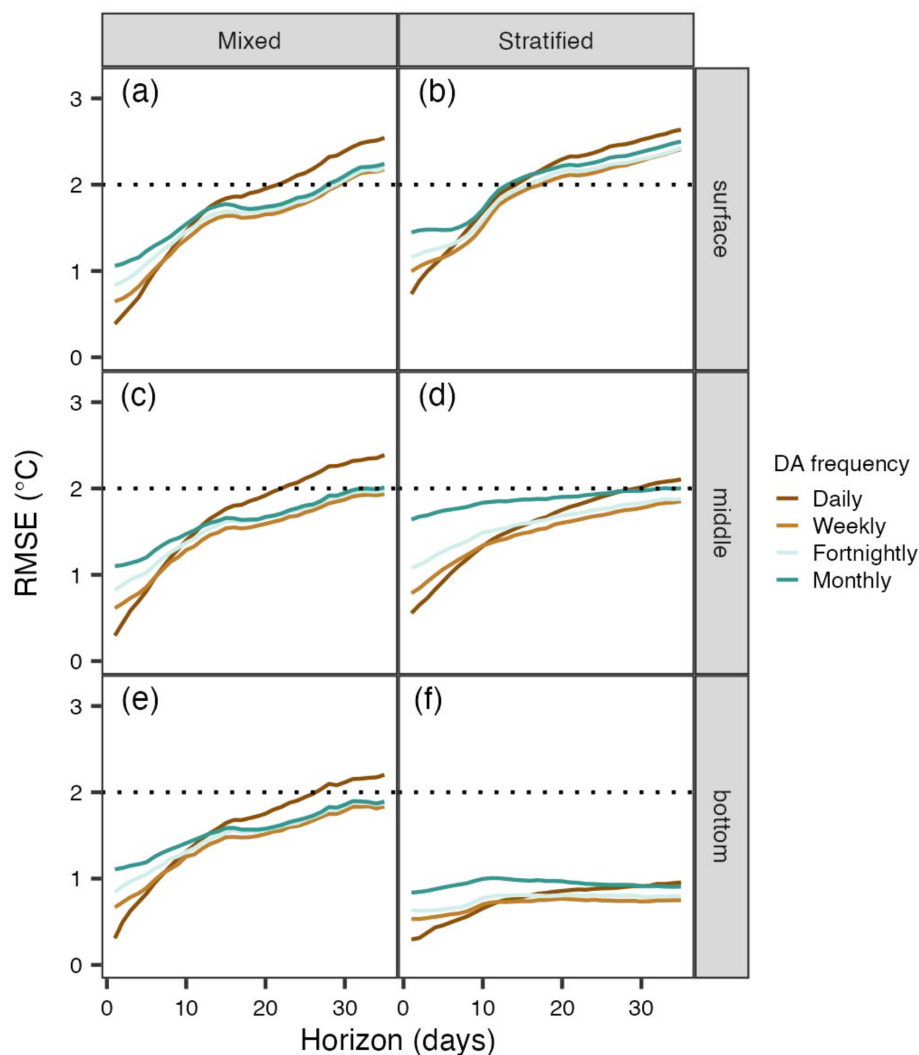 Mixed
Stratified
(a)
(b)
3
2
1
0
surface
(c)
(d)
3
2
1
0
middle
(e)
(f)
3
2
1
0
bottom
RMSE (°C)
0
10
20
30
0
10
20
30
Horizon (days)
DA frequency
Daily
Weekly
Fortnightly
Monthly